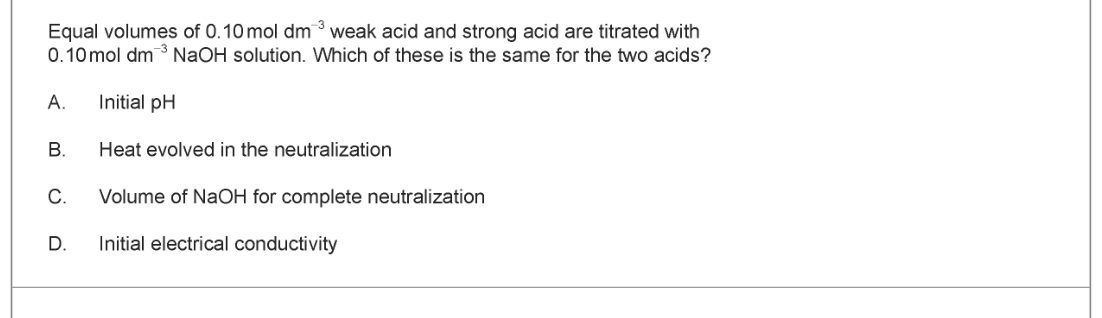 Equal volumes of 0.10 mol dm⁻³ weak acid and strong acid are titrated with
0.10 mol dm⁻³ NaOH solution. Which of these is the same for the two acids?
A. Initial pH
B. Heat evolved in the neutralization
C. Volume of NaOH for complete neutralization
D. Initial electrical conductivity